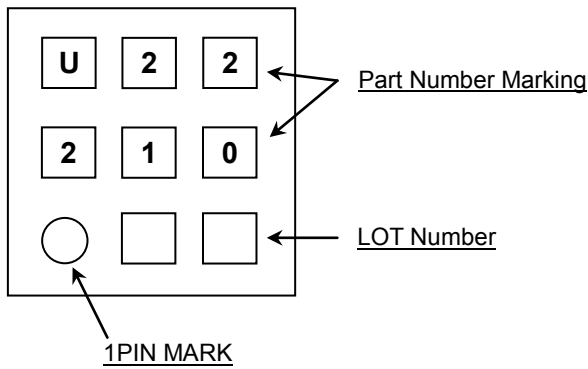 U 2 2
Part Number Marking
2 1 0
LOT Number
1PIN MARK